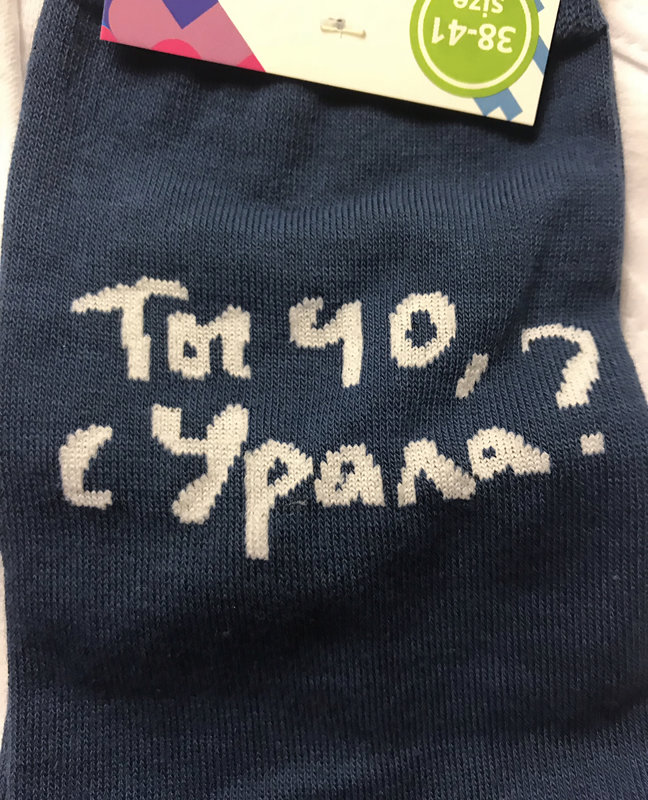 38-41
size
Ты чо,
с Урала?